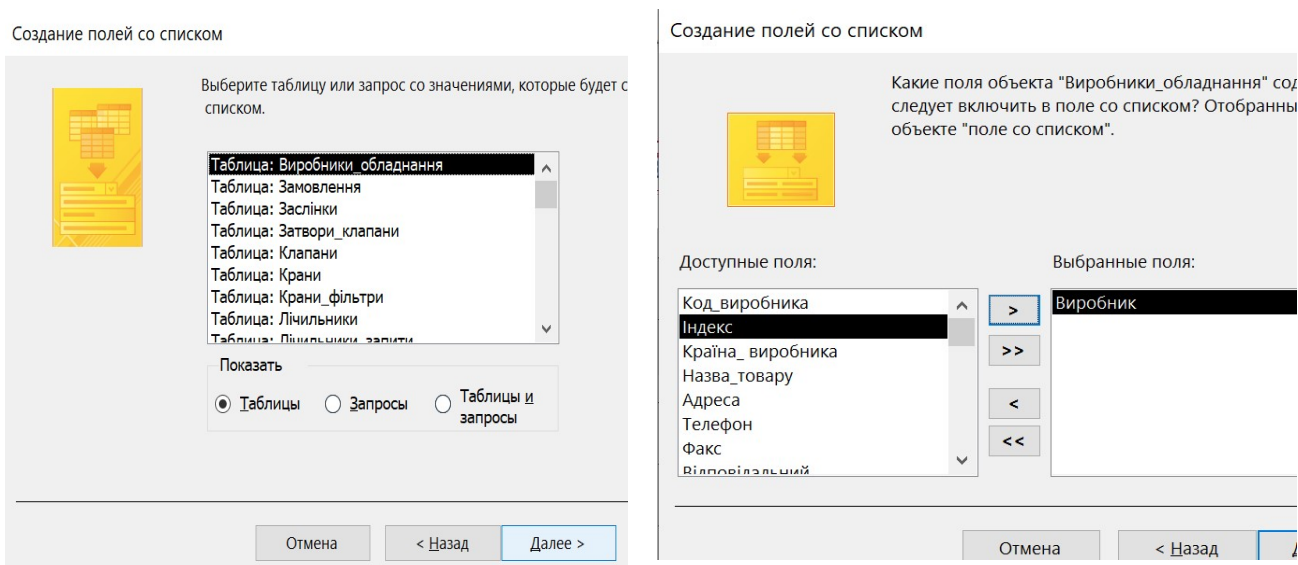 Создание полей со списком
Выберите таблицу или запрос со значениями, которые будет с
списком.
Таблица: Виробники_обладнання
Таблица: Замовлення
Таблица: Заслінки
Таблица: Затвори_клапани
Таблица: Клапани
Таблица: Крани
Таблица: Крани_фільтри
Таблица: Лічильники
Таблица: Лічильники_запити
Показать
Таблицы
Запросы
Таблицы и
запросы
Отмена
< Назад
Далее >
Создание полей со списком
Какие поля объекта "Виробники_обладнання" сод
следует включить в поле со списком? Отобранны
объекте "поле со списком".
Доступные поля:
Выбранные поля:
Код_виробника
Індекс
Країна_ виробника
Назва_товару
Адреса
Телефон
Факс
Відповідальний
>
>>
<
<<
Виробник
Отмена
< Назад